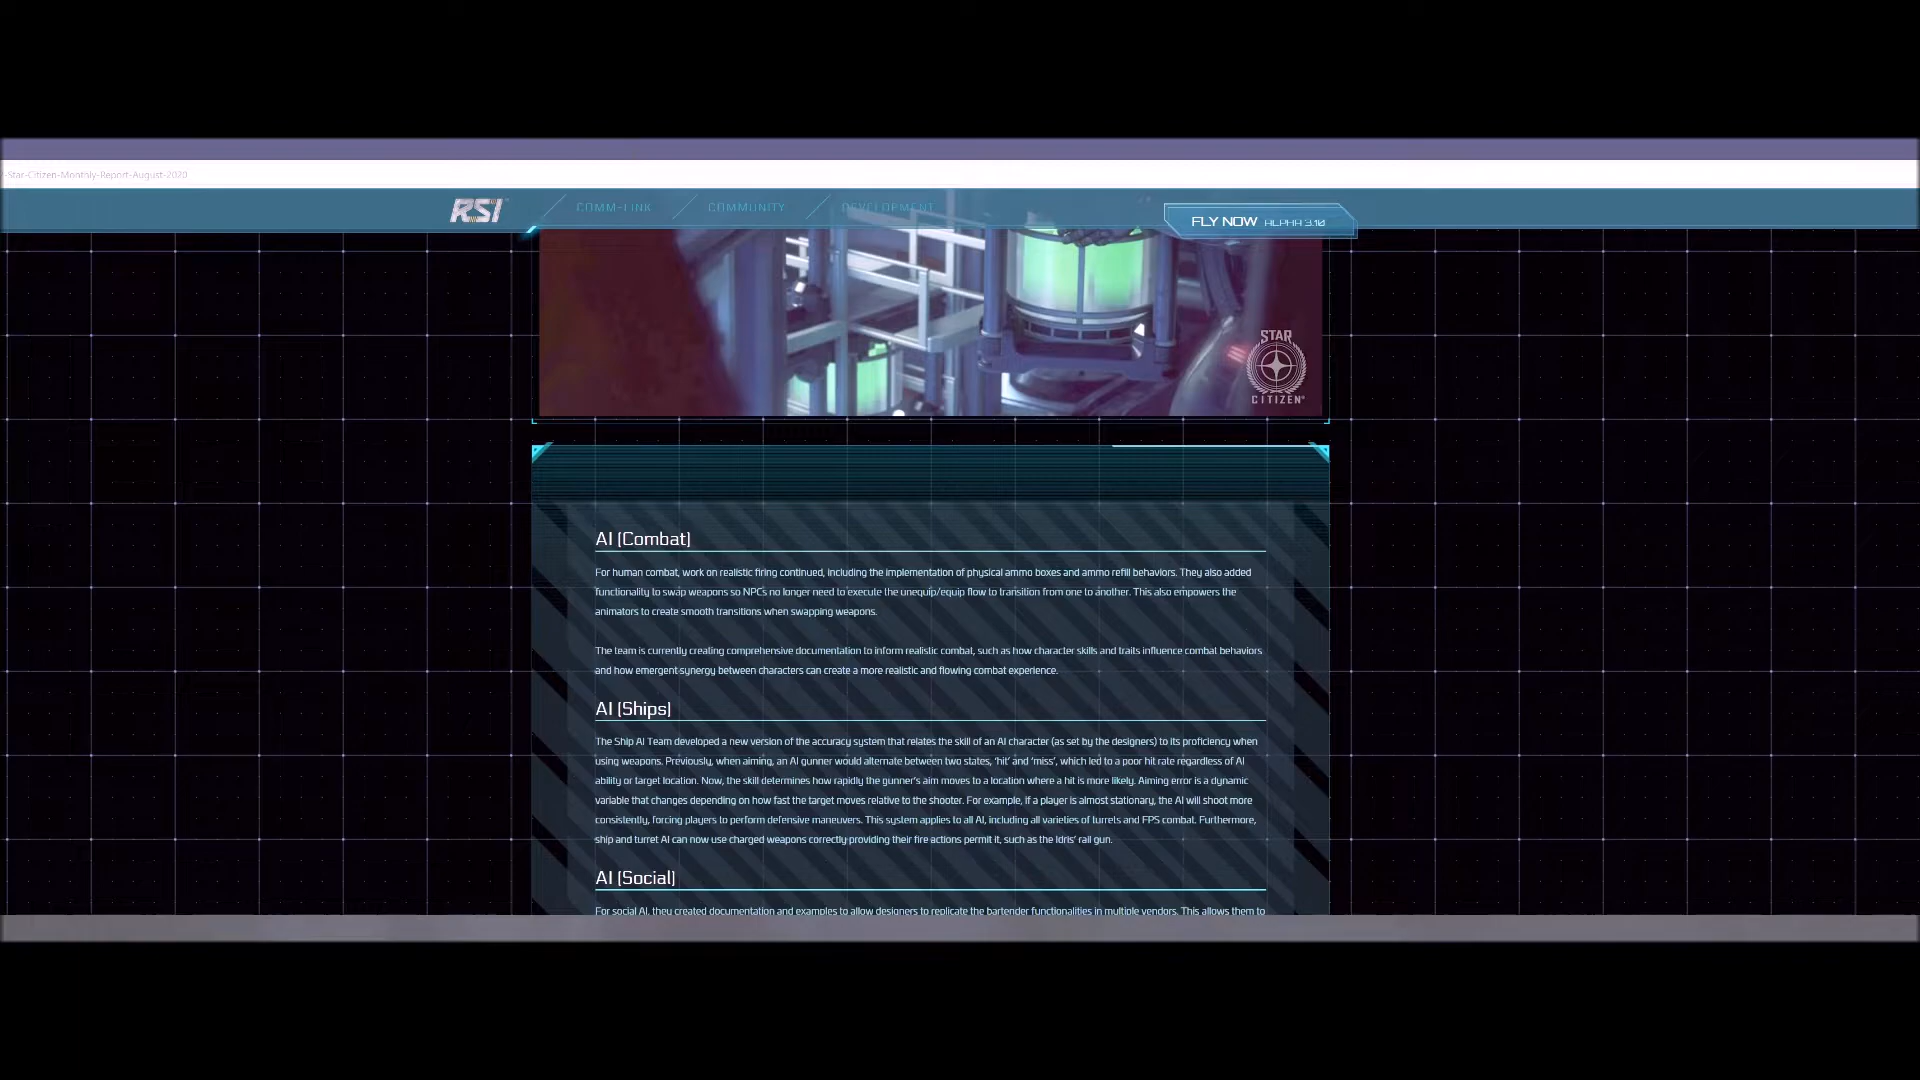 -Star-Citizen-Monthly-Report-August-2020
RSI COMM-LINK COMMUNITY DEVELOPMENT FLY NOW ALPHA 3.10
STAR
CITIZEN®
AI (Combat)
For human combat, work on realistic firing continued, including the implementation of physical ammo boxes and ammo refill behaviors. They also added
functionality to swap weapons so NPCs no longer need to execute the unequip/equip flow to transition from one to another. This also empowers the
animators to create smooth transitions when swapping weapons.
The team is currently creating comprehensive documentation to inform realistic combat, such as how character skills and traits influence combat behaviors
and how emergent synergy between characters can create a more realistic and flowing combat experience.
AI (Ships)
The Ship AI Team developed a new version of the accuracy system that relates the skill of an AI character (as set by the designers) to its proficiency when
using weapons. Previously, when aiming, an AI gunner would alternate between two states, ‘hit’ and ‘miss’, which led to a poor hit rate regardless of AI
ability or target location. Now, the skill determines how rapidly the gunner’s aim moves to a location where a hit is more likely. Aiming error is a dynamic
variable that changes depending on how fast the target moves relative to the shooter. For example, if a player is almost stationary, the AI will shoot more
consistently, forcing players to perform defensive maneuvers. This system applies to all AI, including all varieties of turrets and FPS combat. Furthermore,
ship and turret AI can now use charged weapons correctly providing their fire actions permit it, such as the Idris’ rail gun.
AI (Social)
For social AI, they created documentation and examples to allow designers to replicate the bartender functionalities in multiple vendors. This allows them to